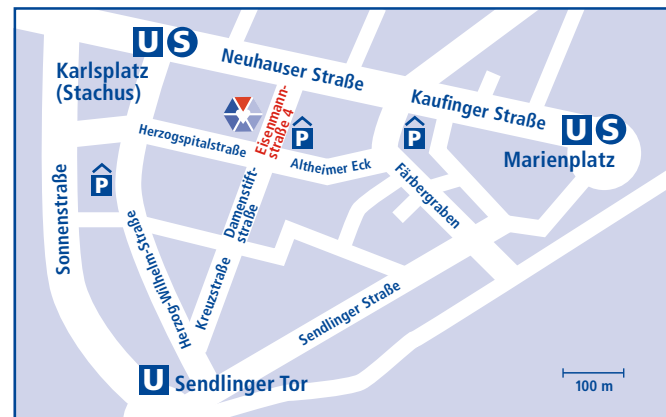 U S
Karlsplatz
(Stachus)
Neuhauser Straße
Kaufinger Straße
U S
Marienplatz
Eisenmann-
straße 4
P
P
Herzogspitalstraße
Altheimer Eck
Färbergraben
P
Sonnenstraße
Damenstift-
straße
Herzog-Wilhelm-Straße
Kreuzstraße
Sendlinger Straße
U Sendlinger Tor
100 m